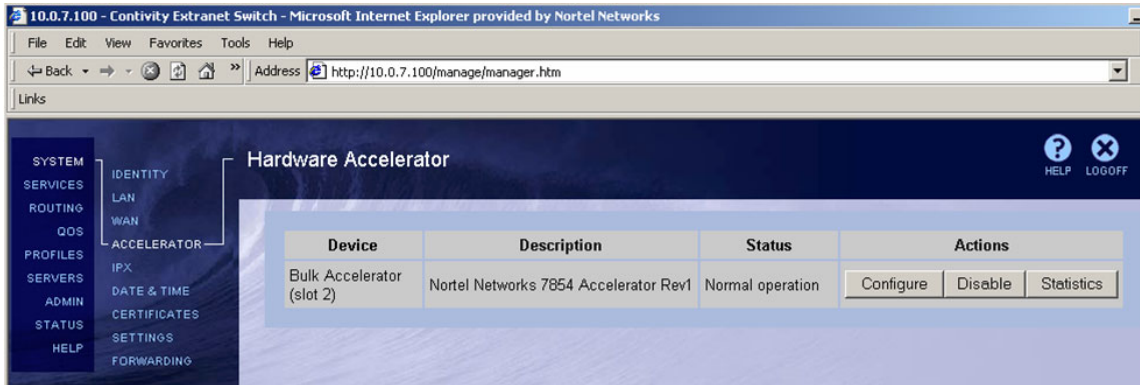 10.0.7.100 - Contivity Extranet Switch - Microsoft Internet Explorer provided by Nortel Networks
File Edit View Favorites Tools Help
Back » Address http://10.0.7.100/manage/manager.htm
Links
Hardware Accelerator
HELP LOGOFF
SYSTEM
SERVICES
ROUTING
QOS
PROFILES
SERVERS
ADMIN
STATUS
HELP
IDENTITY
LAN
WAN
ACCELERATOR
IPX
DATE & TIME
CERTIFICATES
SETTINGS
FORWARDING
Device Description Status Actions
Bulk Accelerator
(slot 2)
Nortel Networks 7854 Accelerator Rev1 Normal operation Configure Disable Statistics